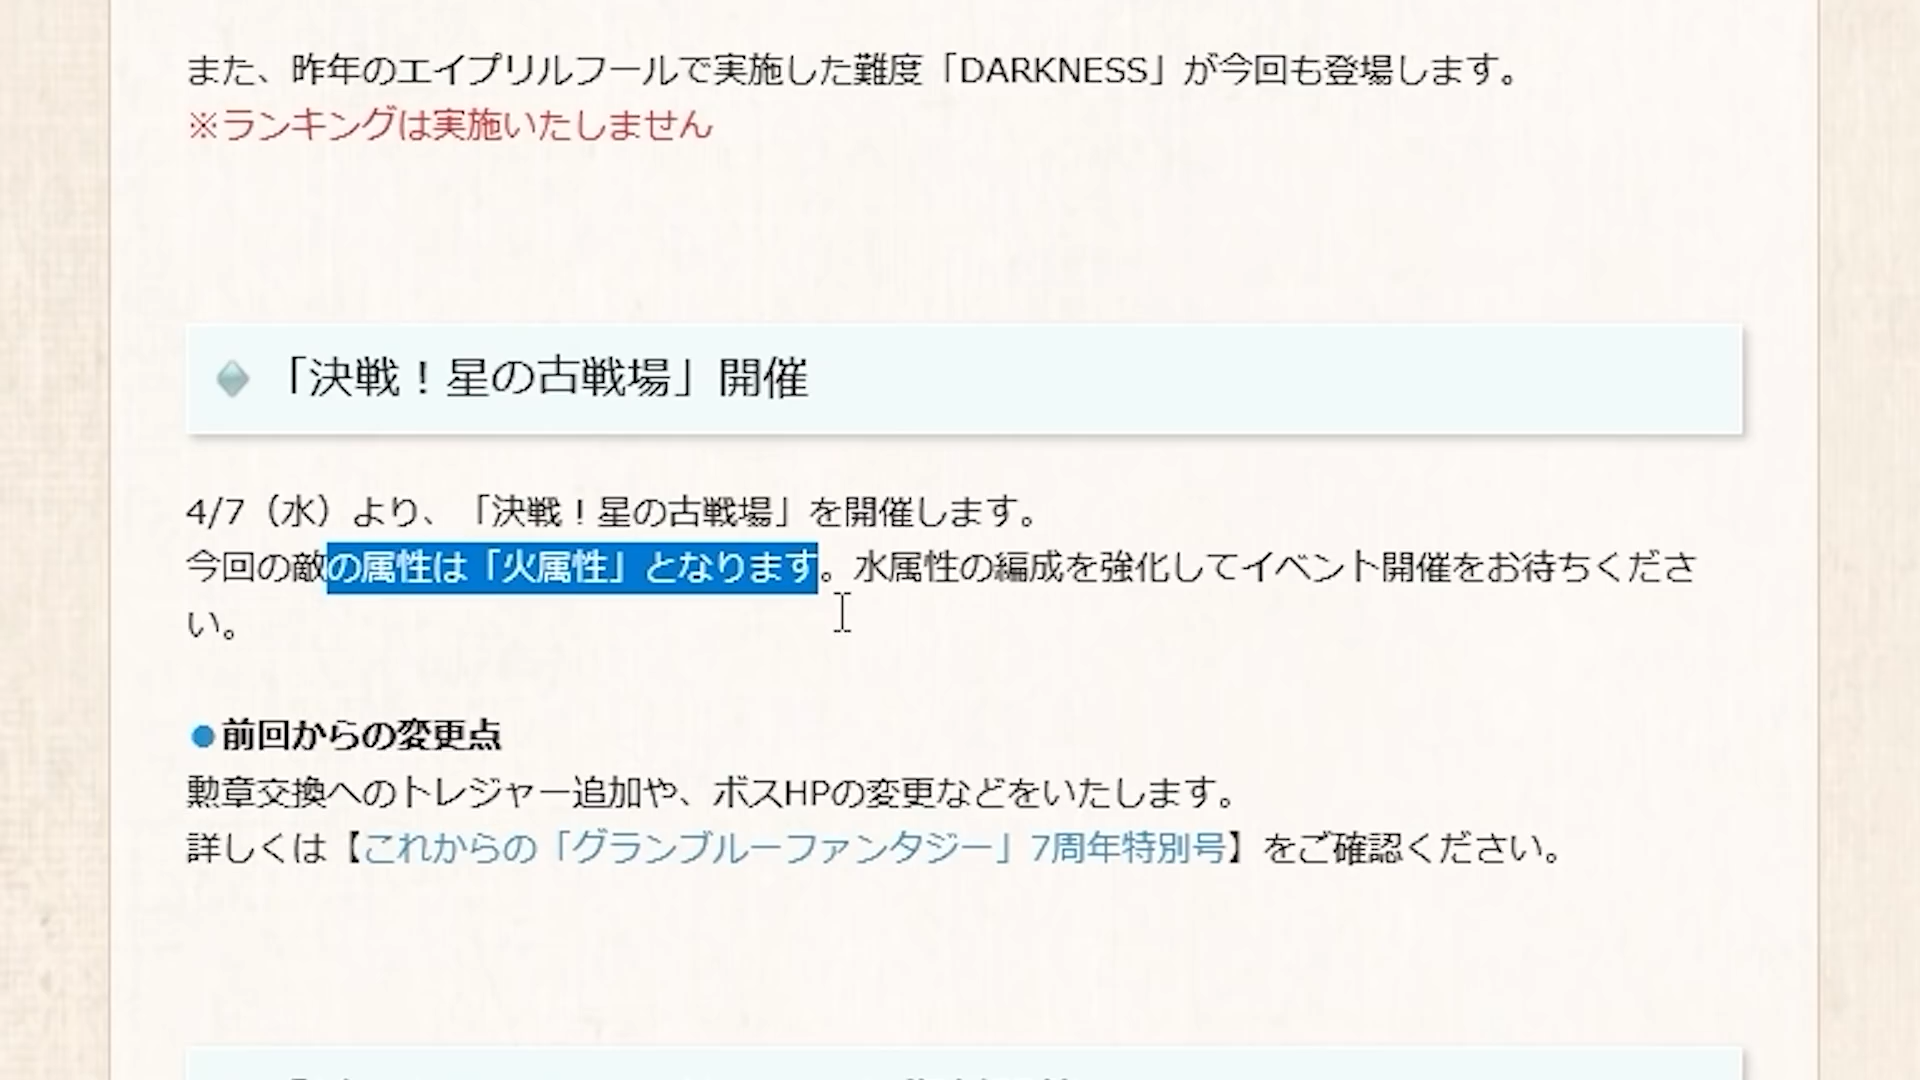 また、昨年のエイプリルフールで実施した難度「DARKNESS」が今回も登場します。
※ランキングは実施いたしません
「決戦！星の古戦場」開催
4/7（水）より、「決戦！星の古戦場」を開催します。
今回の敵の属性は「火属性」となります。水属性の編成を強化してイベント開催をお待ちくださ
い。
●前回からの変更点
勲章交換へのトレジャー追加や、ボスHPの変更などをいたします。
詳しくは【これからの「グランブルーファンタジー」7周年特別号】をご確認ください。